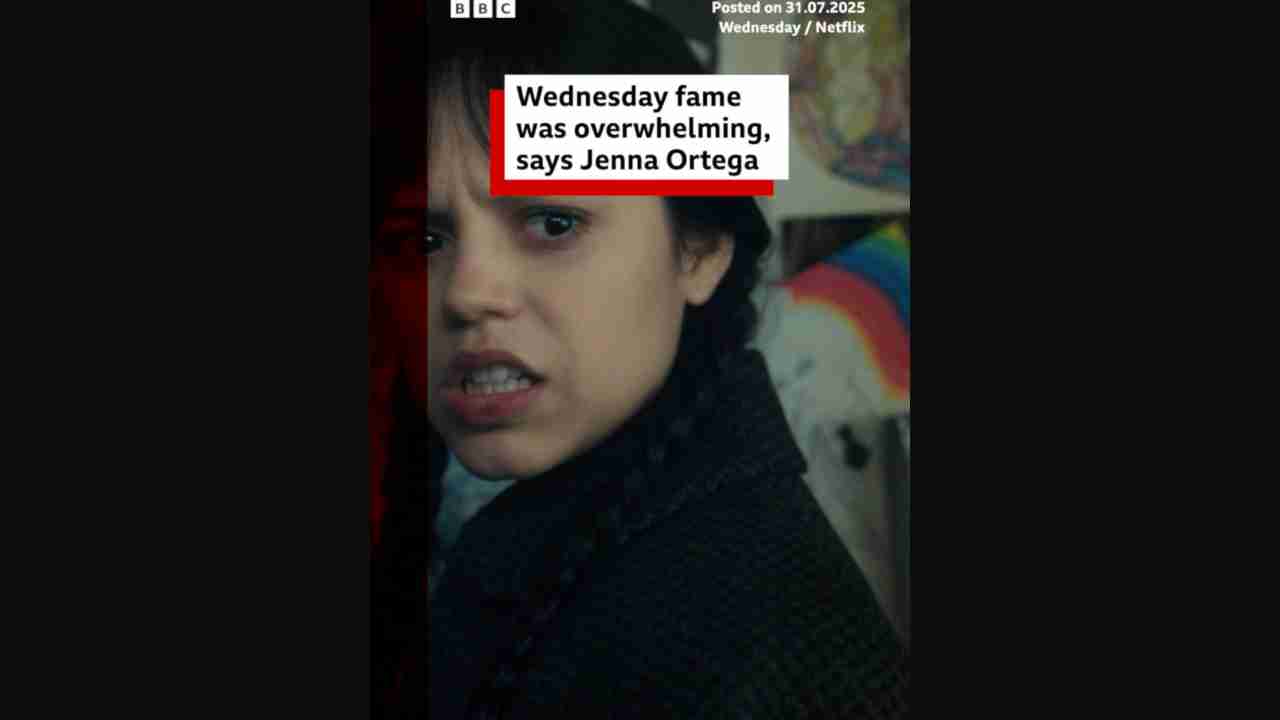 BBC
Posted on 31.07.2025
Wednesday / Netflix
Wednesday fame
was overwhelming,
says Jenna Ortega